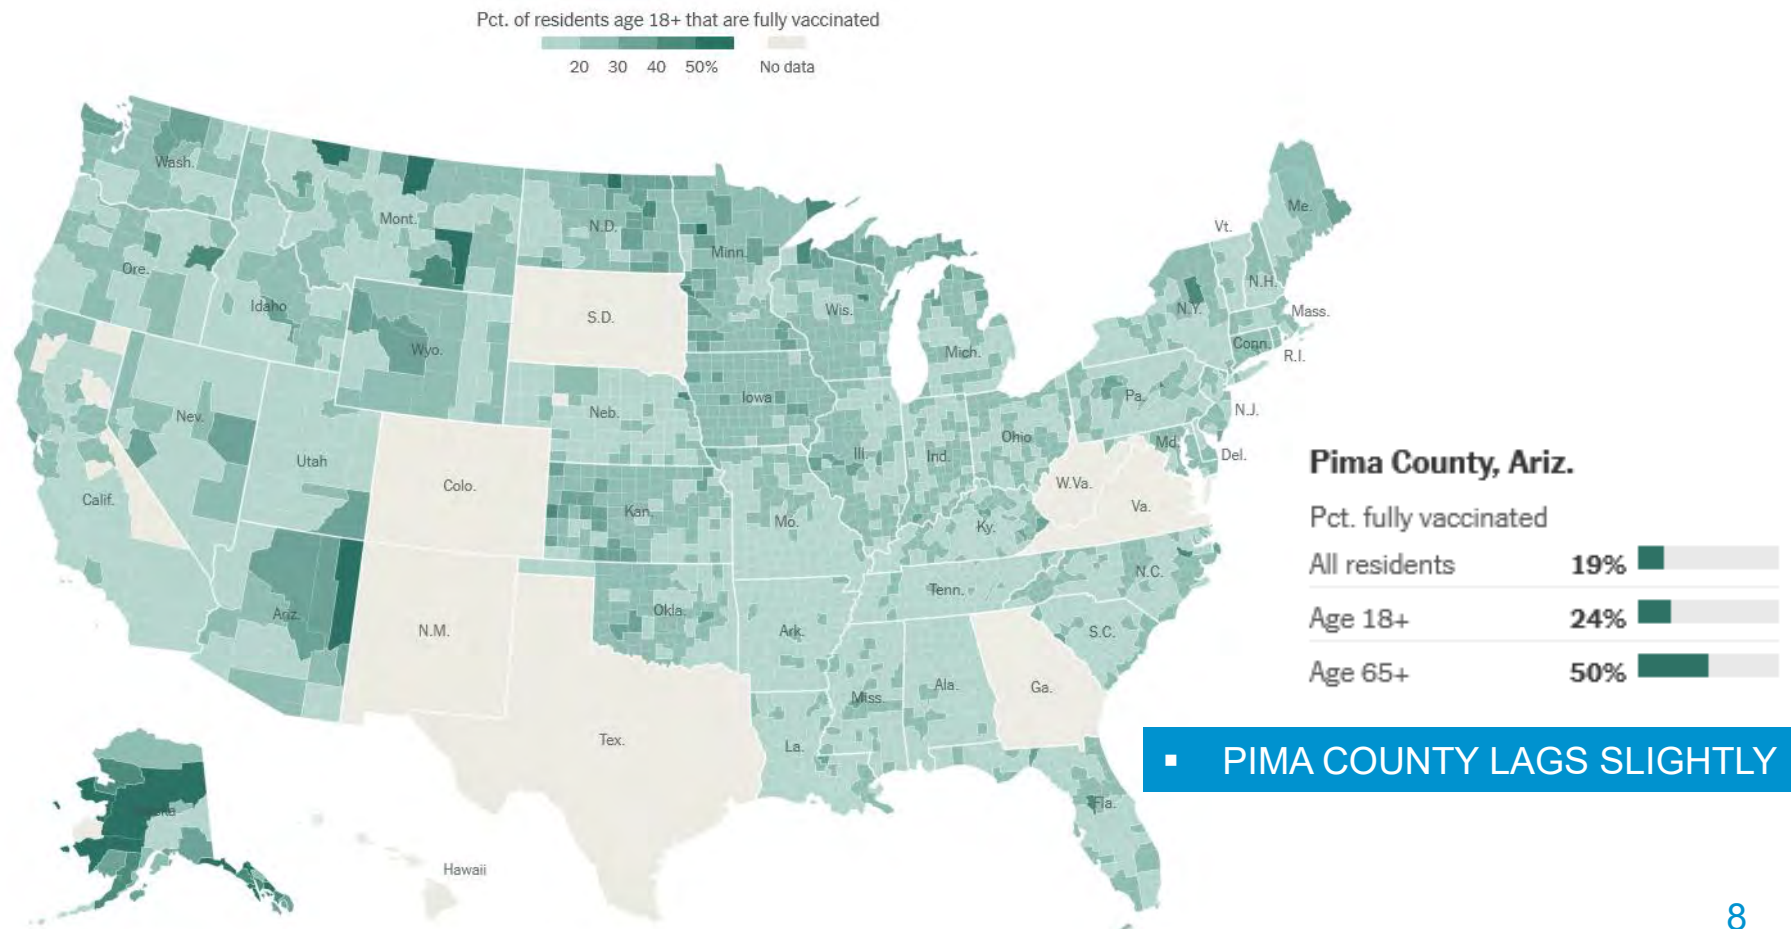 Pct. of residents age 18+ that are fully vaccinated
20 30 40 50% No data
Wash.
Mont.
N.D.
Minn.
Vt.
Me.
Ore.
Idaho
Wyo.
S.D.
Wis.
Mich.
N.Y.
N.H.
Mass.
Conn.
R.I.
Nev.
Utah
Neb.
Iowa
Ill.
Ind.
Ohio
Pa.
N.J.
Md.
Del.
Calif.
Colo.
Kan.
Mo.
Ky.
W.Va.
Va.
Ariz.
N.M.
Okla.
Ark.
Tenn.
N.C.
S.C.
Tex.
La.
Miss.
Ala.
Ga.
Fla.
Hawaii
Pima County, Ariz.
Pct. fully vaccinated
All residents 19%
Age 18+ 24%
Age 65+ 50%
▪ PIMA COUNTY LAGS SLIGHTLY
8